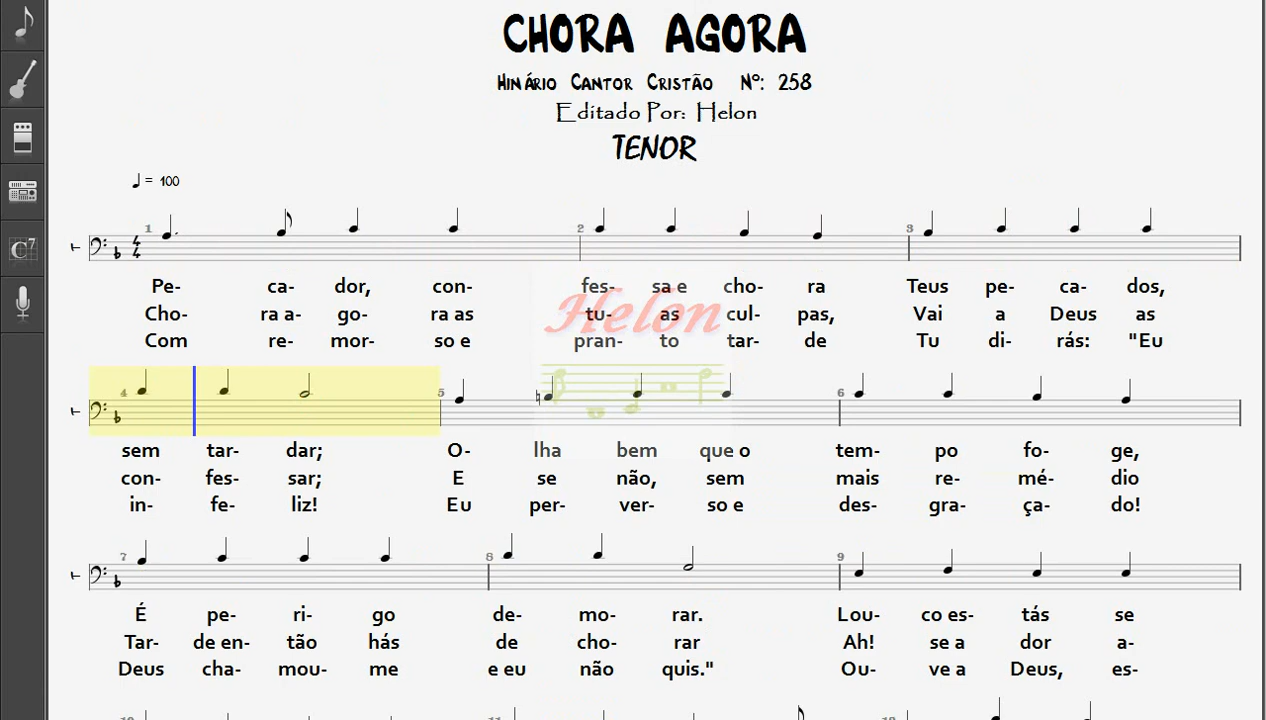 CHORA AGORA
Hinário Cantor Cristão Nº: 258
Editado Por: Helon
TENOR
= 100
C7
1 2 3
T
4 4
Pe- ca- dor, con- fes- sa e cho- ra Teus pe- ca- dos,
Cho- ra a- go- ra as tu- as cul- pas, Vai a Deus as
Com re- mor- so e pran- to tar- de Tu di- rás: "Eu
Helon
4 5 6
T
sem tar- dar; O- lha bem que o tem- po fo- ge,
con- fes- sar; E se não, sem mais re- mé- dio
in- fe- liz! Eu per- ver- so e des- gra- ça- do!
7 8 9
T
É pe- ri- go de- mo- rar. Lou- co es- tás se
Tar- de en- tão hás de cho- rar Ah! se a dor a-
Deus cha- mou- me e eu não quis." Ou- ve a Deus, es-
10 11 12